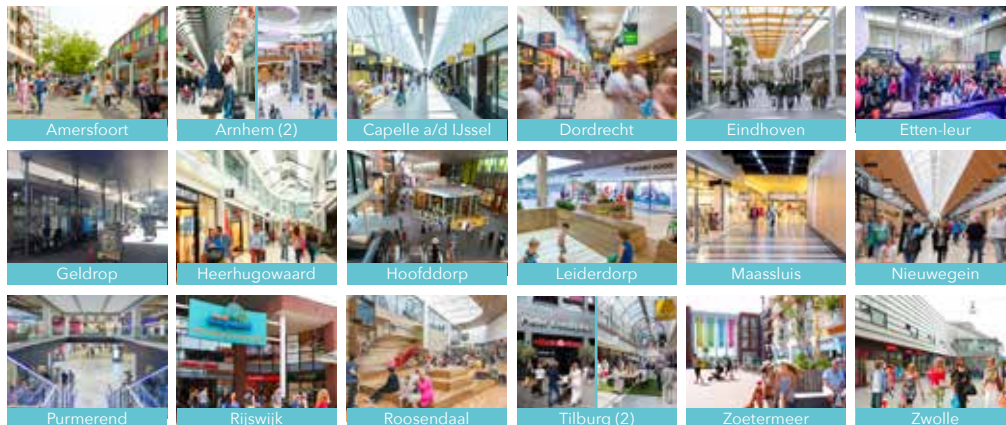 Amersfoort
Arnhem (2)
Capelle a/d IJssel
Dordrecht
Eindhoven
Etten-leur
Geldrop
Heerhugowaard
Hoofddorp
Leiderdorp
Maassluis
Nieuwegein
Purmerend
Rijswijk
Roosendaal
Tilburg (2)
Zoetermeer
Zwolle